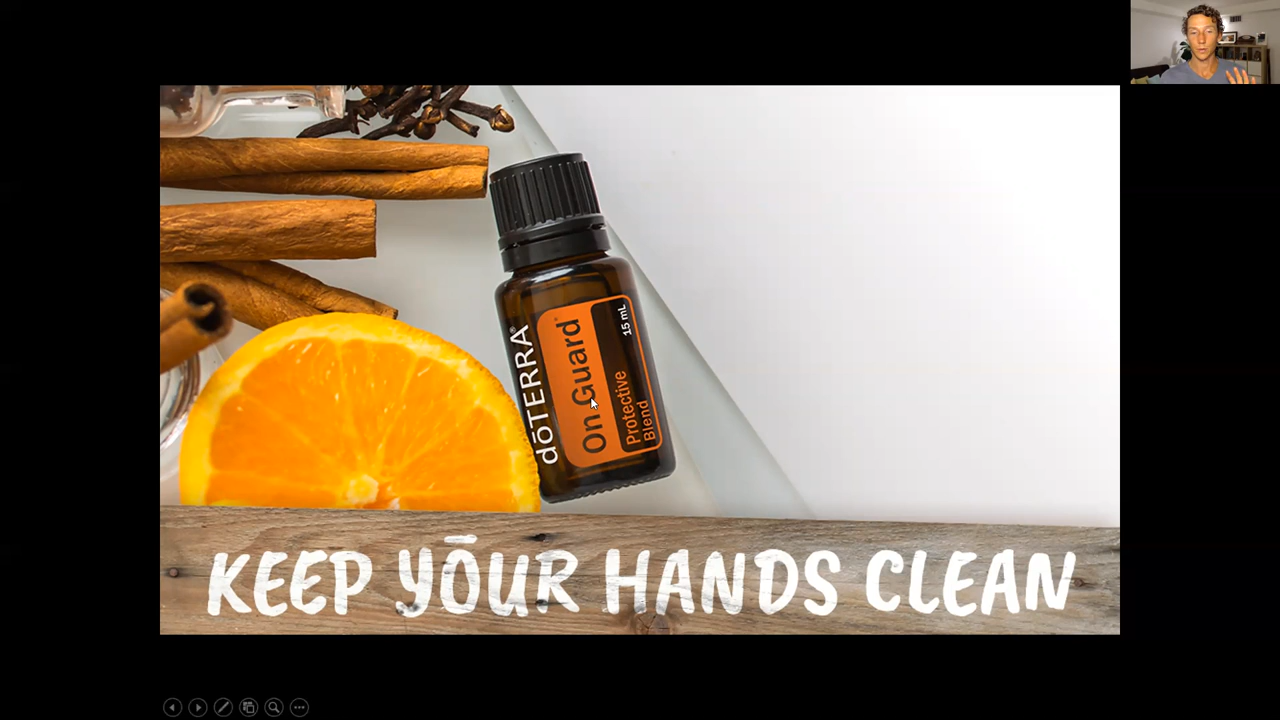 dōTERRA®
On Guard®
Protective
Blend
15 mL
KEEP YŌUR HANDS CLEAN